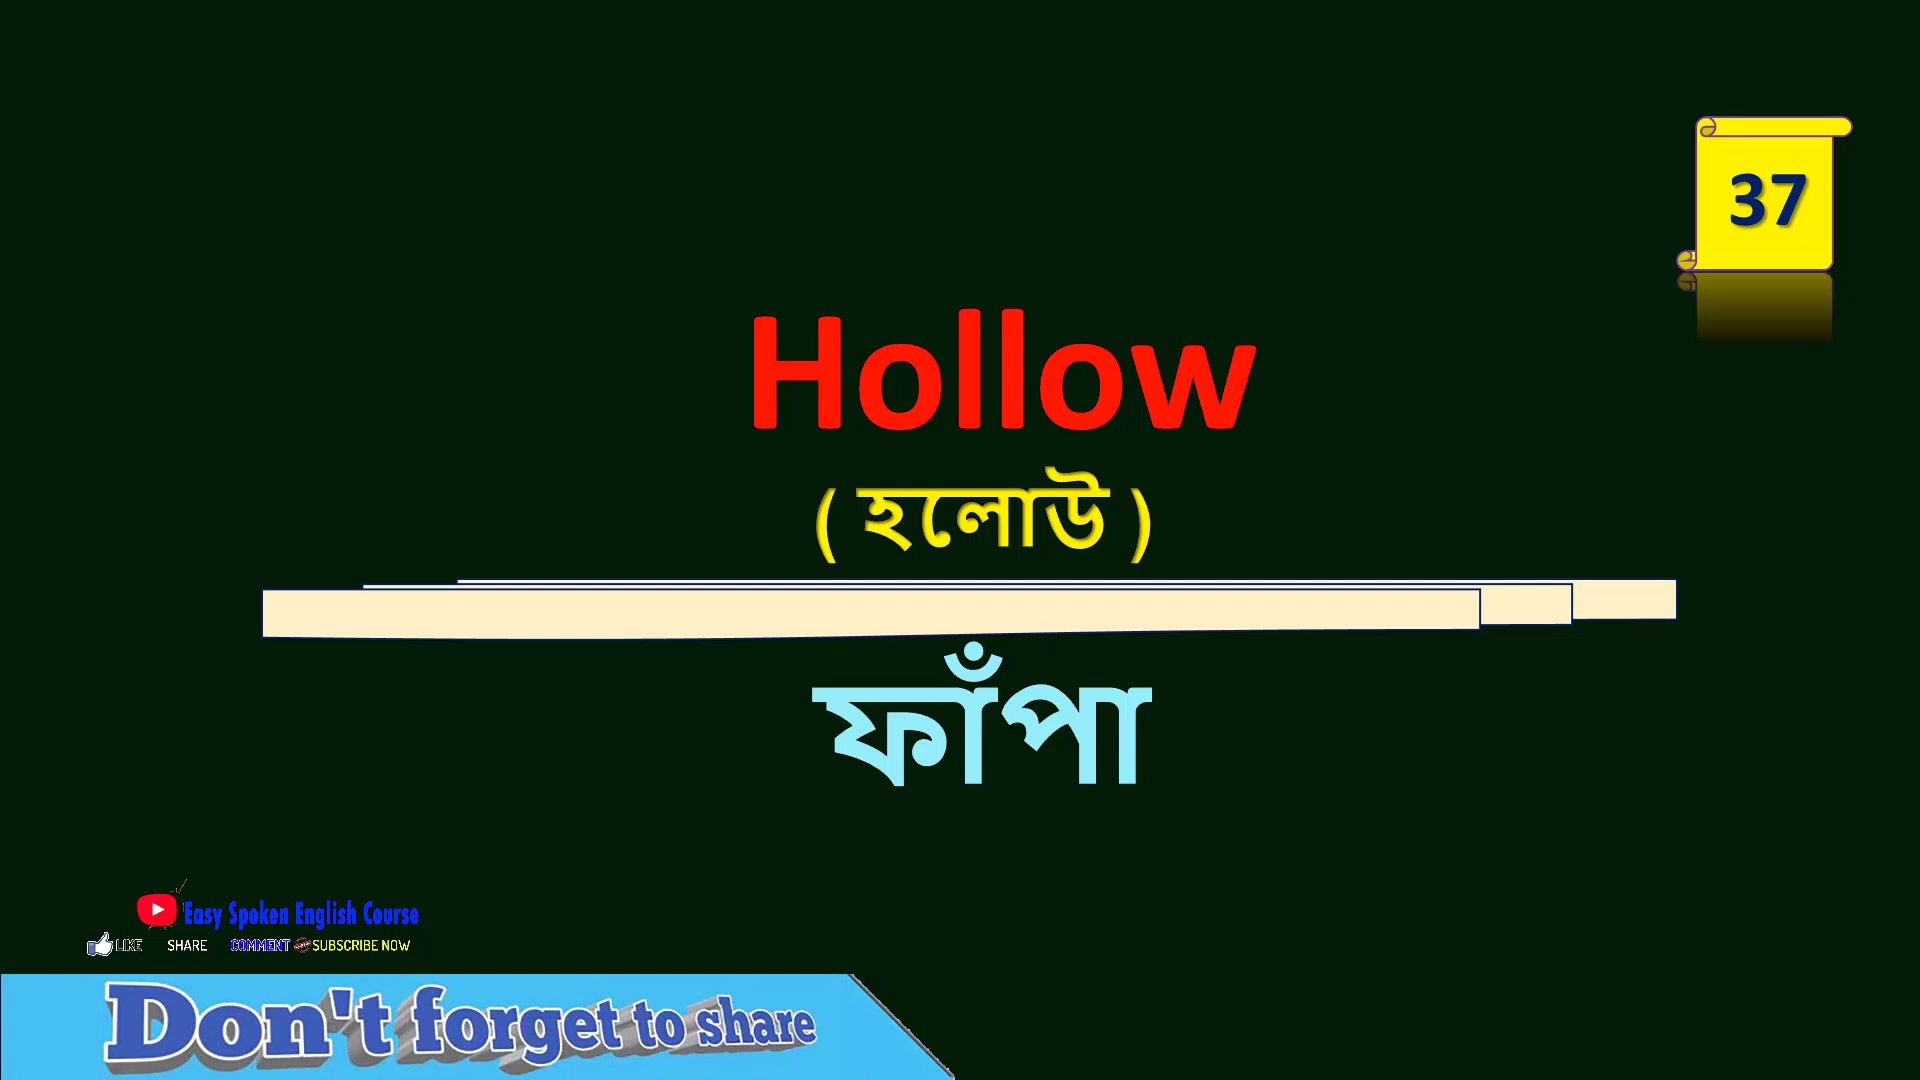 37
Hollow
( হলোউ )
ফাঁপা
Easy Spoken English Course
LIKE SHARE COMMENT SUBSCRIBE NOW
Don't forget to share